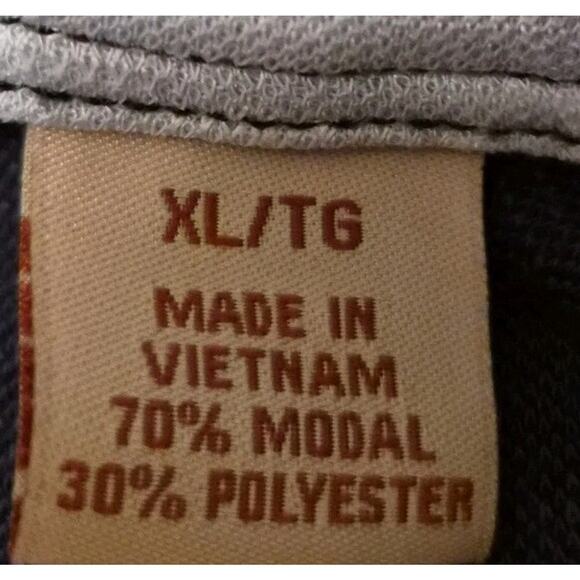 XL/TG
MADE IN
VIETNAM
70% MODAL
30% POLYESTER